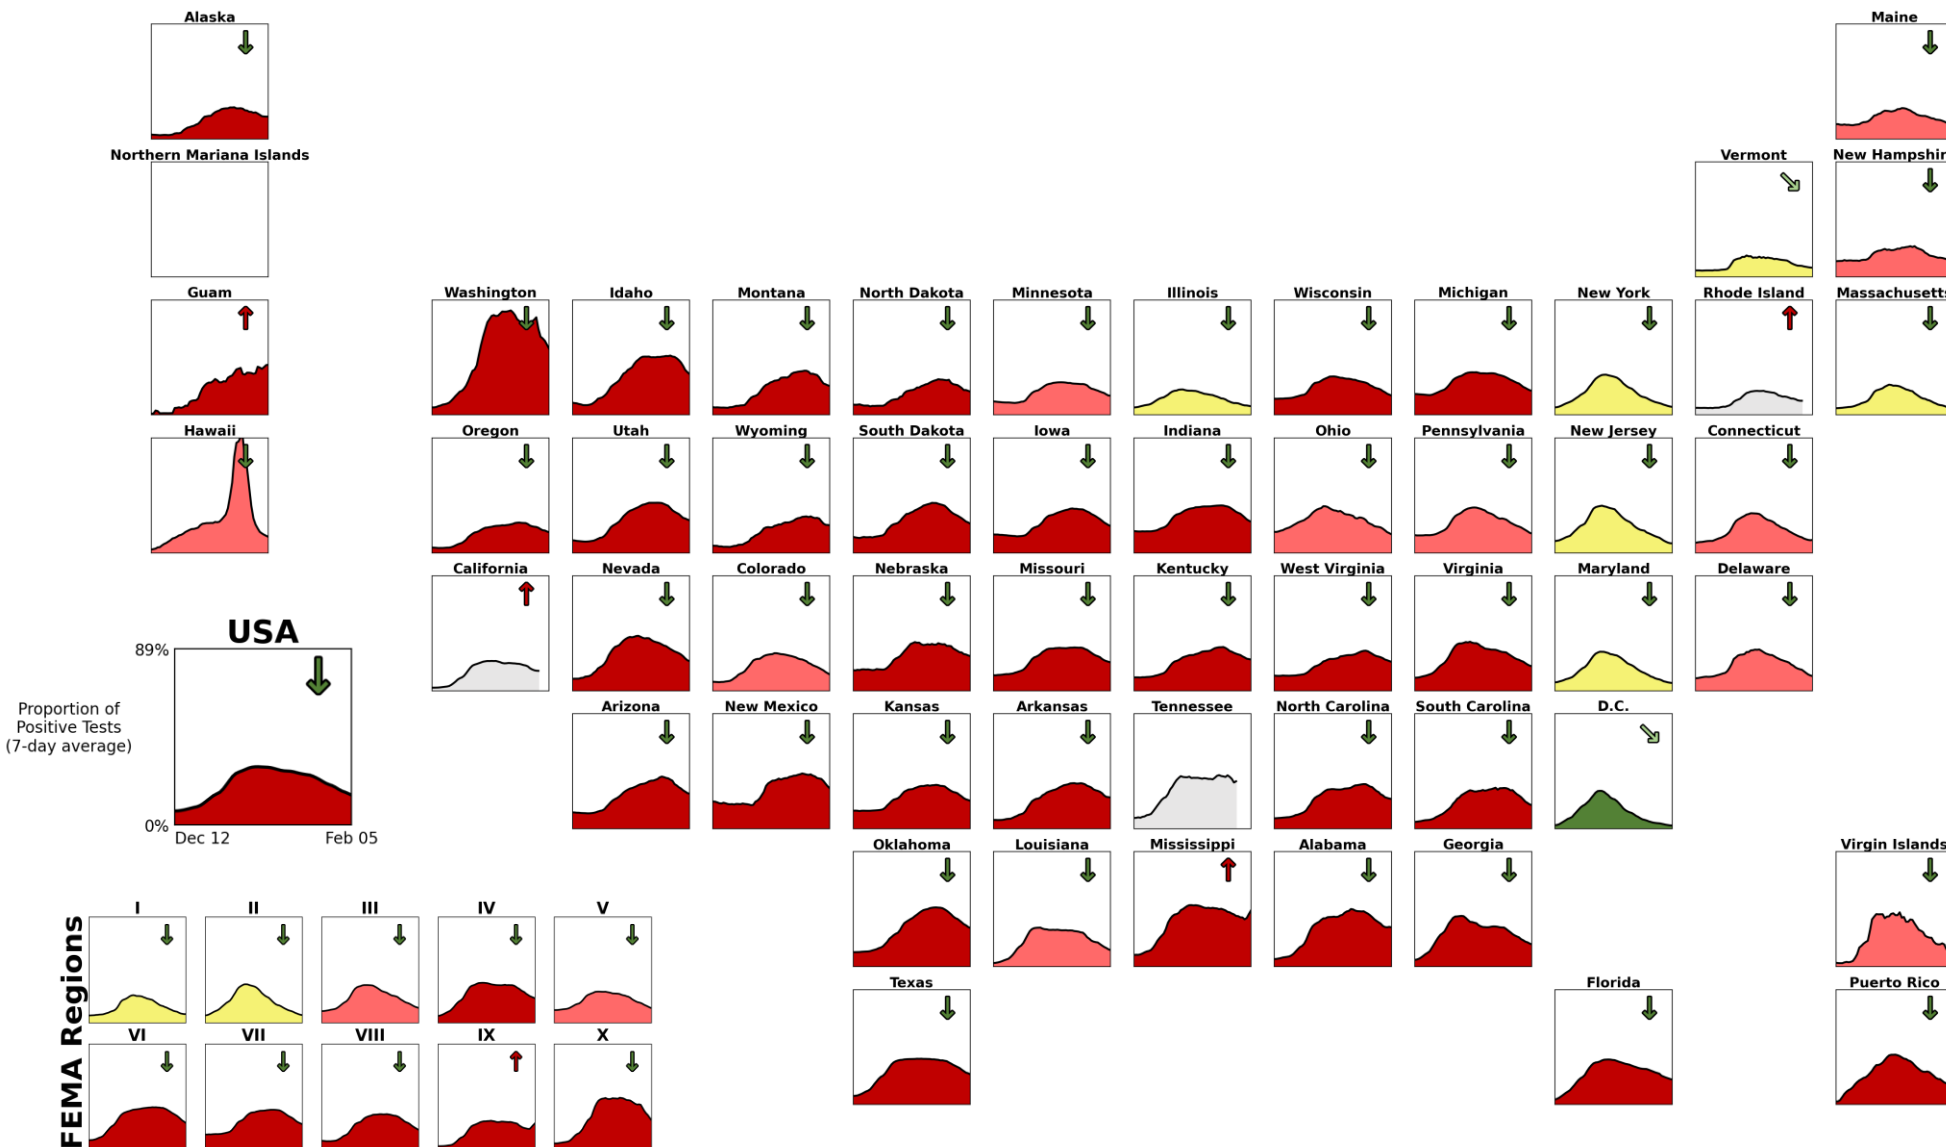 Alaska
Maine
Northern Mariana Islands
Vermont
New Hampshir
Guam
Washington
Idaho
Montana
North Dakota
Minnesota
Illinois
Wisconsin
Michigan
New York
Rhode Island
Massachusetts
Hawaii
Oregon
Utah
Wyoming
South Dakota
Iowa
Indiana
Ohio
Pennsylvania
New Jersey
Connecticut
California
Nevada
Colorado
Nebraska
Missouri
Kentucky
West Virginia
Virginia
Maryland
Delaware
USA
89%
Proportion of
Positive Tests
(7-day average)
0%
Dec 12
Feb 05
Arizona
New Mexico
Kansas
Arkansas
Tennessee
North Carolina
South Carolina
D.C.
Oklahoma
Louisiana
Mississippi
Alabama
Georgia
Virgin Islands
Texas
Florida
Puerto Rico
FEMA Regions
I
II
III
IV
V
VI
VII
VIII
IX
X